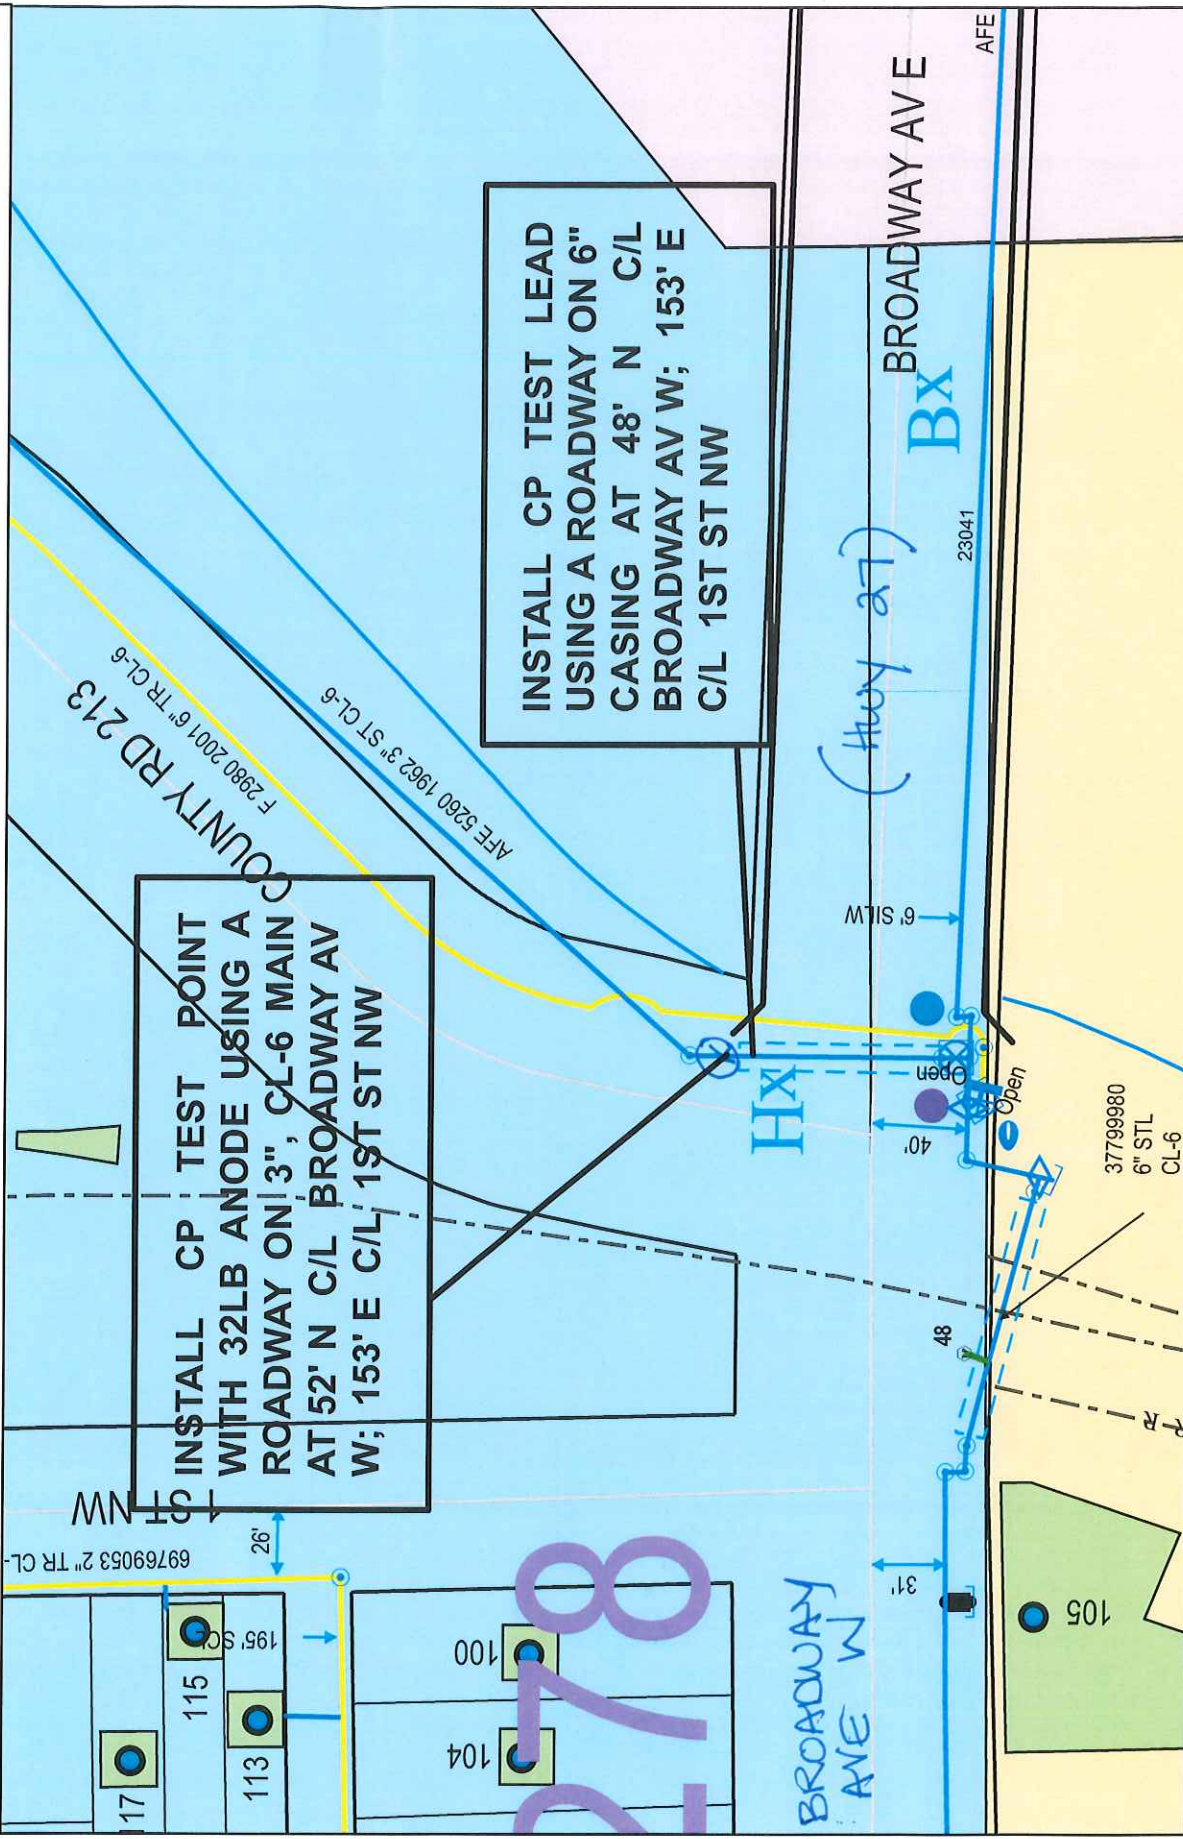 INSTALL CP TEST POINT
WITH 32LB ANODE USING A
ROADWAY ON 3", CL-6 MAIN
AT 52' N C/L BROADWAY AV
W; 153' E C/L 1ST ST NW
INSTALL CP TEST LEAD
USING A ROADWAY ON 6"
CASING AT 48' N C/L
BROADWAY AV W; 153' E
C/L 1ST ST NW
COUNTY RD 213
F 2980 2001 6" TR CL-6
AFE 5260 1962 3" ST CL-6
1 ST NW
69769053 2" TR CL-
26'
195' SCL
117
115
113
100
104
278
BROADWAY
AVE W
31'
105
48
40'
Hx
Open
Open
6' SILW
37799980
6" STL
CL-6
R R
(Hwy 27)
Bx
23041
BROADWAY AV E
AFE